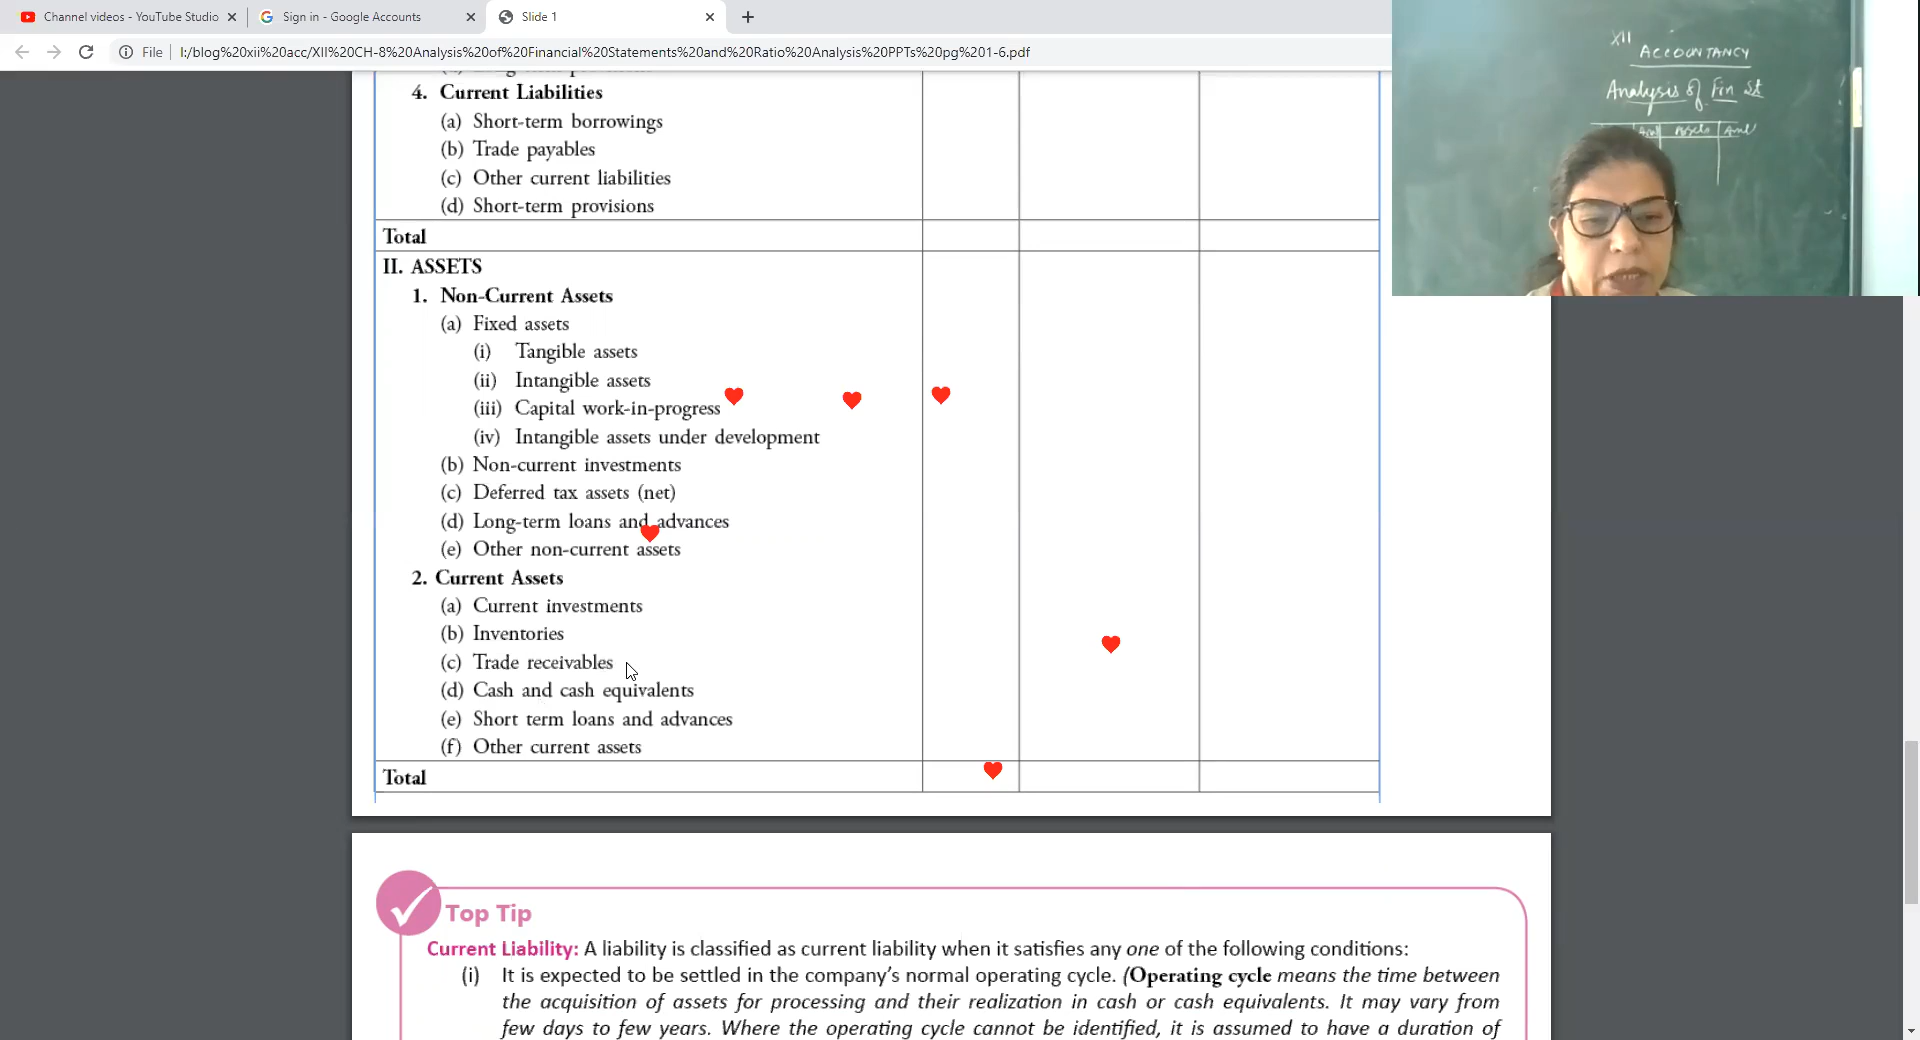 Channel videos - YouTube Studio
Sign in - Google Accounts
Slide 1
File
I:/blog%20xii%20acc/XII%20CH-8%20Analysis%20of%20Financial%20Statements%20and%20Ratio%20Analysis%20PPTs%20pg%201-6.pdf
4. Current Liabilities
(a) Short-term borrowings
(b) Trade payables
(c) Other current liabilities
(d) Short-term provisions
Total
II. ASSETS
1. Non-Current Assets
(a) Fixed assets
(i) Tangible assets
(ii) Intangible assets
(iii) Capital work-in-progress
(iv) Intangible assets under development
(b) Non-current investments
(c) Deferred tax assets (net)
(d) Long-term loans and advances
(e) Other non-current assets
2. Current Assets
(a) Current investments
(b) Inventories
(c) Trade receivables
(d) Cash and cash equivalents
(e) Short term loans and advances
(f) Other current assets
Total
Top Tip
Current Liability: A liability is classified as current liability when it satisfies any one of the following conditions:
(i) It is expected to be settled in the company's normal operating cycle. (Operating cycle means the time between
the acquisition of assets for processing and their realization in cash or cash equivalents. It may vary from
few days to few years. Where the operating cycle cannot be identified, it is assumed to have a duration of
XII
ACCOUNTANCY
Analysis of Fin St
Assets